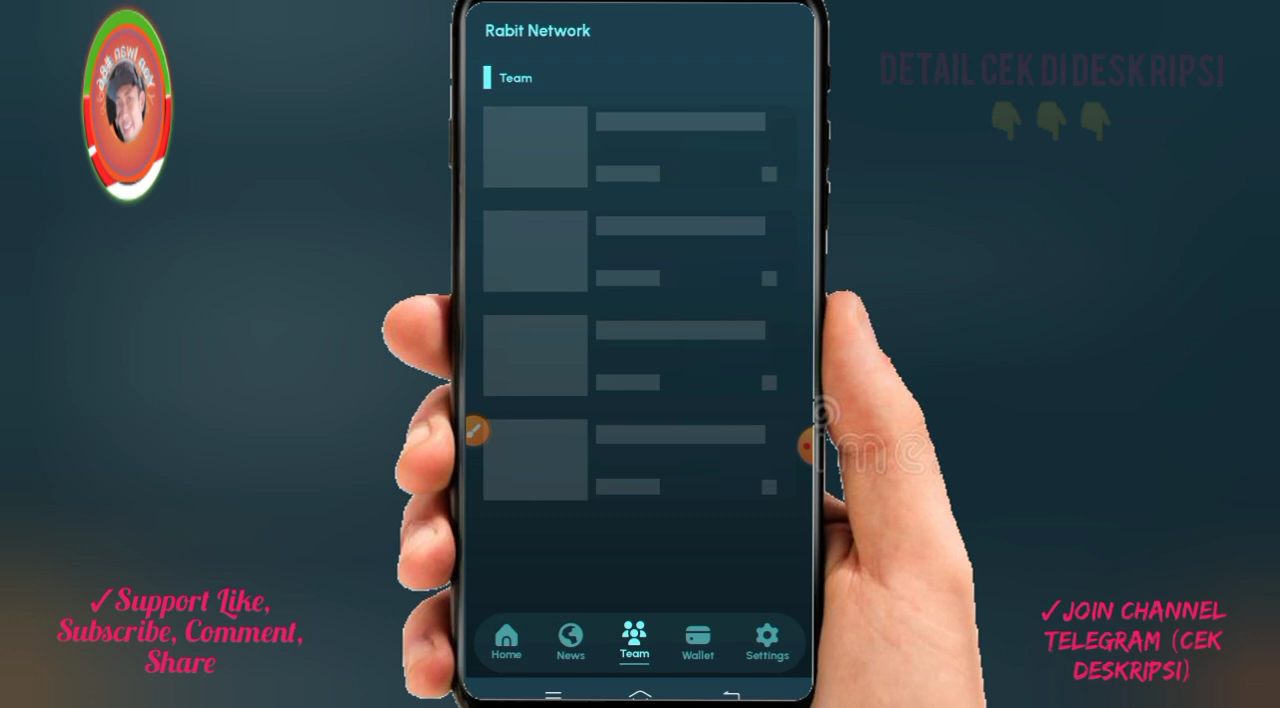 Rabit Network
Team
DETAIL CEK DI DESKRIPSI
👇👇👇
✓Support Like,
Subscribe, Comment,
Share
✓JOIN CHANNEL
TELEGRAM (CEK
DESKRIPSI)
Home
News
Team
Wallet
Settings